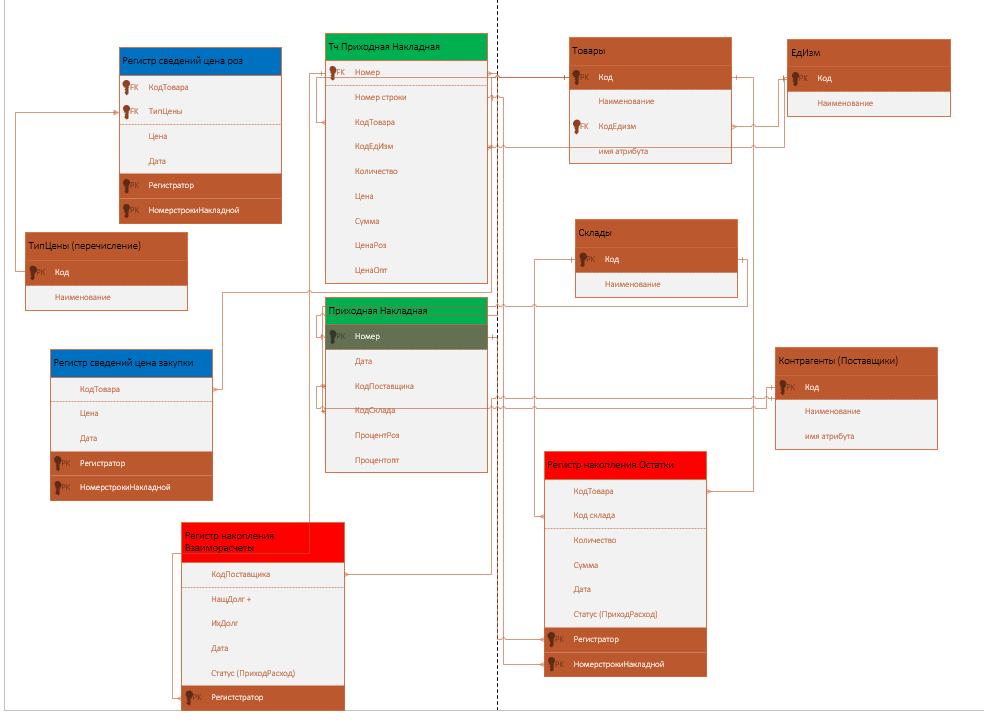 Регистр сведений цена роз
FK КодТовара
FK ТипЦены
Цена
Дата
PK Регистратор
PK НомерстрокиНакладной
Тч Приходная Накладная
FK Номер
Номер строки
КодТовара
КодЕдИзм
Количество
Цена
Сумма
ЦенаРоз
ЦенаОпт
Товары
PK Код
Наименование
FK КодЕдизм
имя атрибута
ЕдИзм
PK Код
Наименование
ТипЦены (перечисление)
PK Код
Наименование
Склады
PK Код
Наименование
Приходная Накладная
PK Номер
Дата
КодПоставщика
КодСклада
ПроцентРоз
Процентопт
Регистр сведений цена закупки
КодТовара
Цена
Дата
PK Регистратор
PK НомерстрокиНакладной
Контрагенты (Поставщики)
PK Код
Наименование
имя атрибута
Регистр накопления Остатки
КодТовара
Код склада
Количество
Сумма
Дата
Статус (ПриходРасход)
PK Регистратор
PK НомерстрокиНакладной
Регистр накопления
Взаиморасчеты
КодПоставщика
НащДолг +
ИхДолг
Дата
Статус (ПриходРасход)
PK Регистстратор